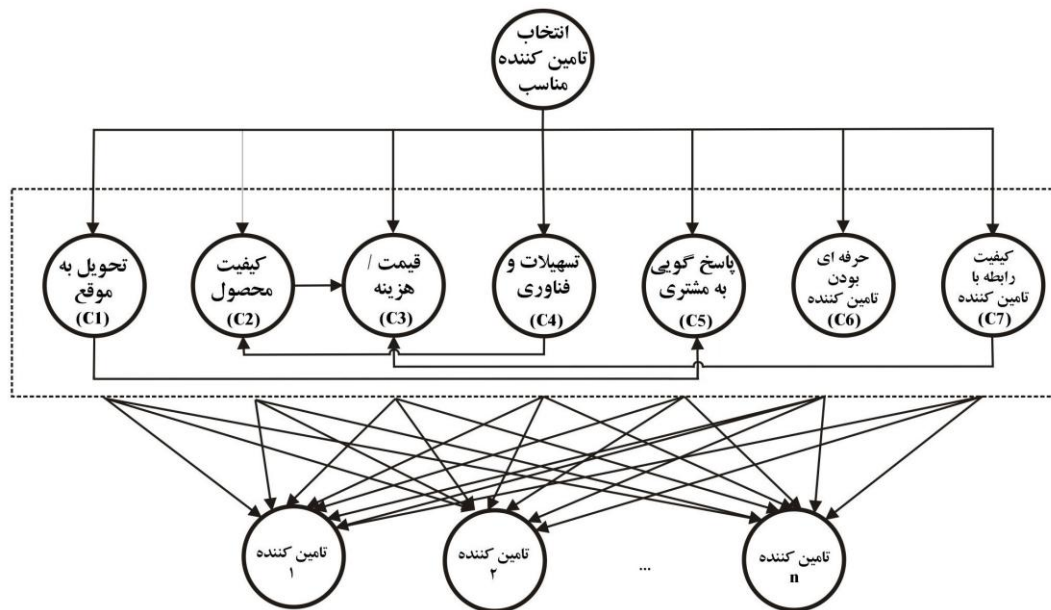 انتخاب
تامین کننده
مناسب
تحویل به
موقع
(C1)
کیفیت
محصول
(C2)
قیمت /
هزینه
(C3)
تسهیلات و
فناوری
(C4)
پاسخ گویی
به مشتری
(C5)
حرفه ای
بودن
تامین کننده
(C6)
کیفیت
رابطه با
تامین کننده
(C7)
تامین کننده
۱
تامین کننده
۲
...
تامین کننده
n